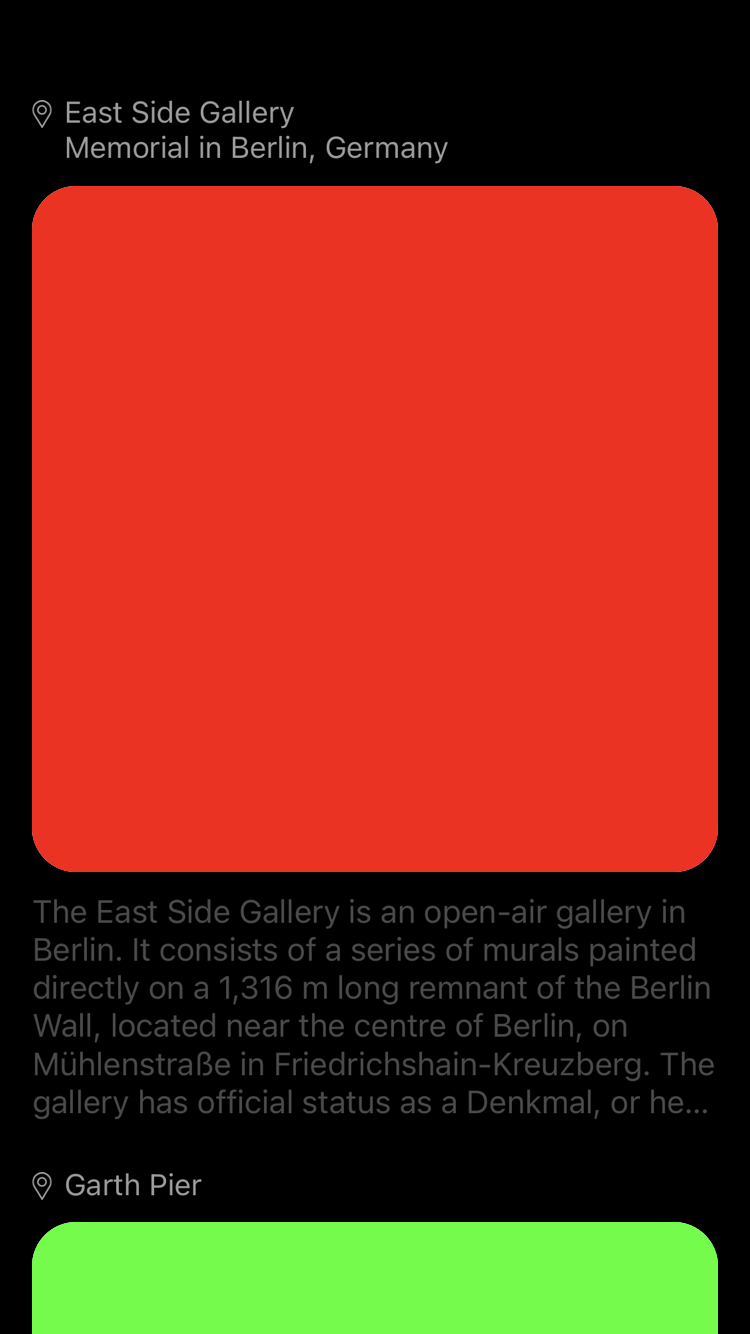 East Side Gallery
Memorial in Berlin, Germany
The East Side Gallery is an open-air gallery in
Berlin. It consists of a series of murals painted
directly on a 1,316 m long remnant of the Berlin
Wall, located near the centre of Berlin, on
Mühlenstraße in Friedrichshain-Kreuzberg. The
gallery has official status as a Denkmal, or he...
Garth Pier